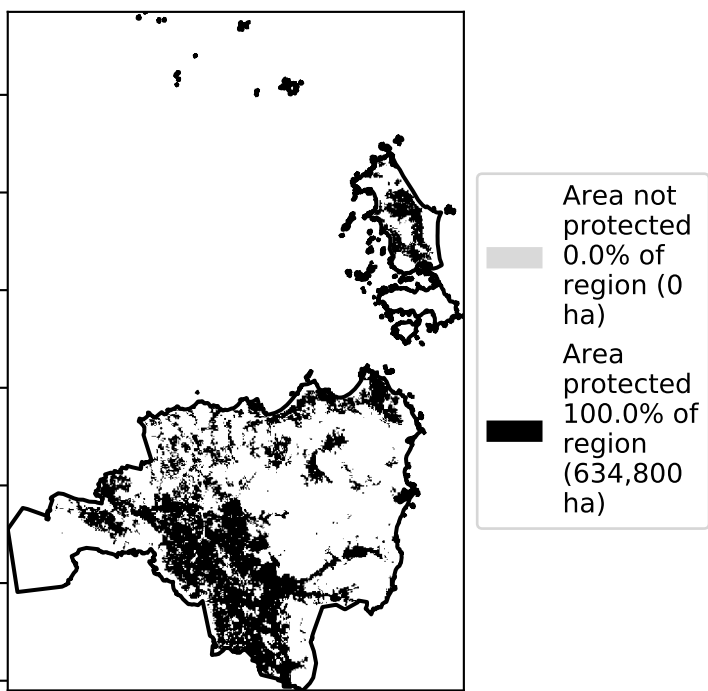 Area not
protected
0.0% of
region (0
ha)
Area
protected
100.0% of
region
(634,800
ha)